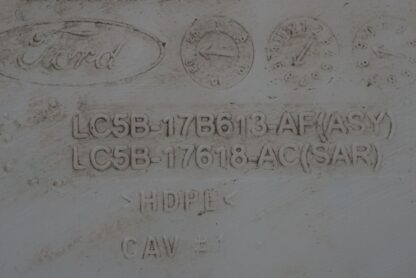 Ford
LC5B-17B613-AF(ASY)
LC5B-17618-AC(SAR)
>HDPE<
CAV #1